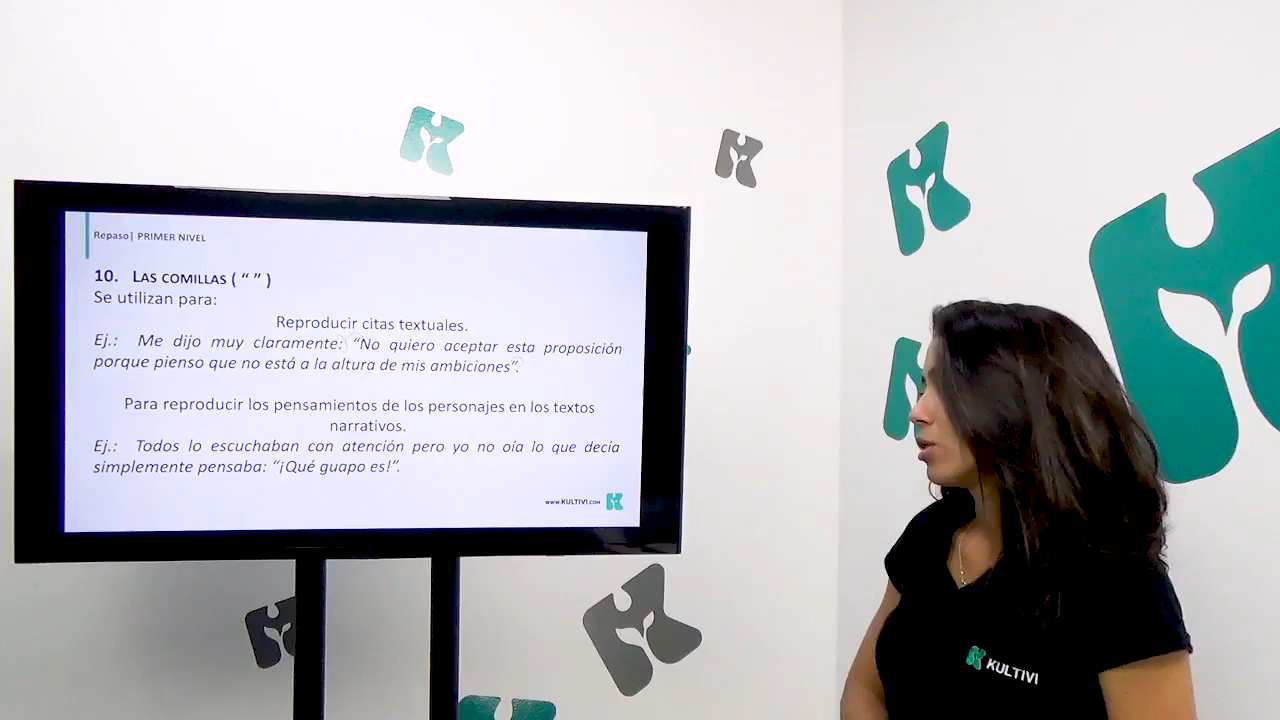 Repaso| PRIMER NIVEL
10. LAS COMILLAS ( “ ” )
Se utilizan para:
Reproducir citas textuales.
Ej.: Me dijo muy claramente: “No quiero aceptar esta proposición
porque pienso que no está a la altura de mis ambiciones”.
Para reproducir los pensamientos de los personajes en los textos
narrativos.
Ej.: Todos lo escuchaban con atención pero yo no oía lo que decía
simplemente pensaba: “¡Qué guapo es!”.
www.KULTIVI.COM
KULTIVI